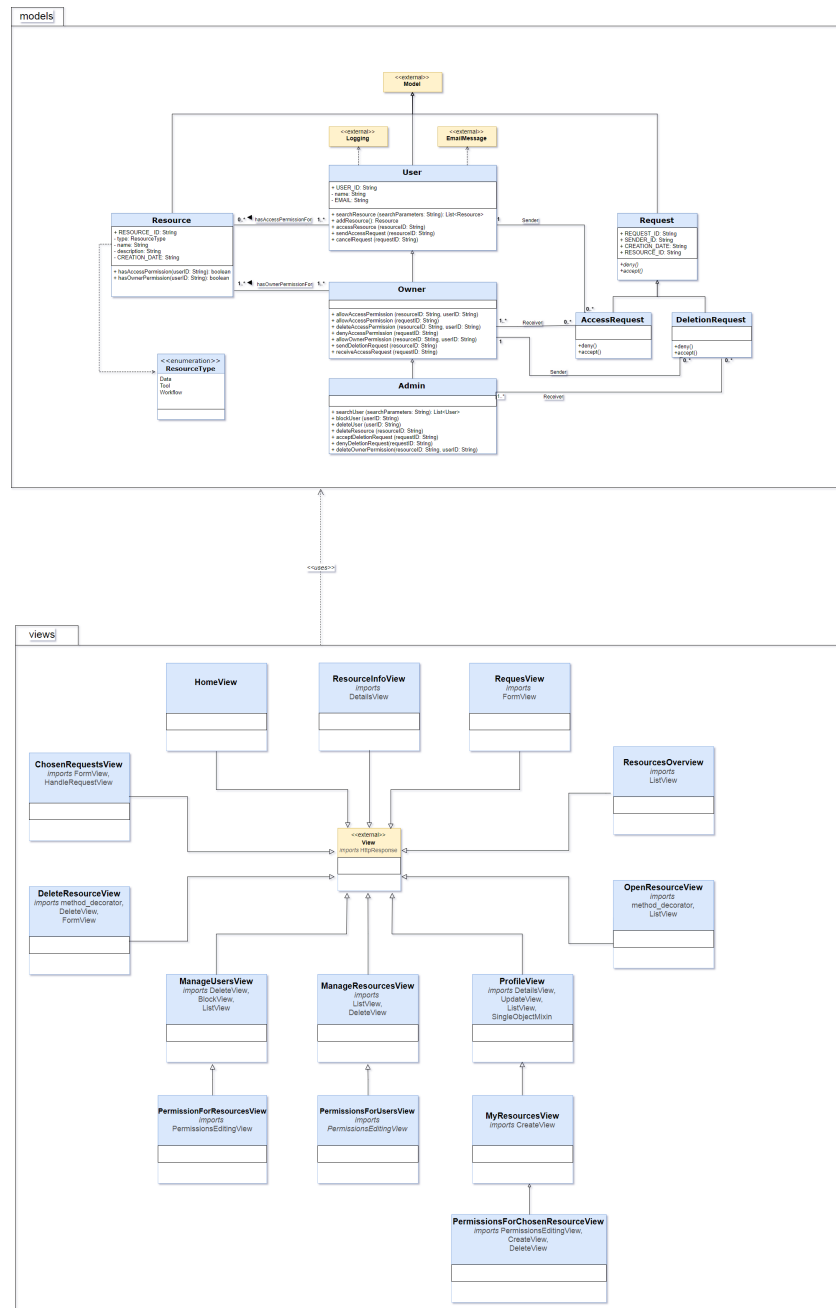 models
<<external>>
Model
<<external>>
Logging
<<external>>
EmailMessage
User
+ USER_ID: String
- name: String
- EMAIL: String
+ searchResource (searchParameters: String): List<Resource>
+ addResource(): Resource
+ accessResource (resourceID: String)
+ sendAccessRequest (resourceID: String)
+ cancelRequest (requestID: String)
Resource
+ RESOURCE_ ID: String
- type: ResourceType
- name: String
- description: String
- CREATION_DATE: String
+ hasAccessPermission(userID: String): boolean
+ hasOwnerPermission(userID: String): boolean
0..*
hasAccessPermissionFor
1..*
1..*
hasOwnerPermissionFor
1..*
1
Sender
0..*
Request
+ REQUEST_ID: String
+ SENDER_ID: String
+ CREATION_DATE: String
+ RESOURCE_ID: String
+deny()
+accept()
Owner
+ allowAccessPermission (resourceID: String, userID: String)
+ allowAccessPermission (requestID: String)
+ deleteAccessPermission (resourceID: String, userID: String)
+ denyAccessPermission (requestID: String)
+ allowOwnerPermission (resourceID: String, userID: String)
+ sendDeletionRequest (resourceID: String)
+ receiveAccessRequest (requestID: String)
1..*
Receiver
0..*
1
Sender
0..*
AccessRequest
+deny()
+accept()
DeletionRequest
+deny()
+accept()
0..*
<<enumeration>>
ResourceType
Data
Tool
Workflow
Admin
1..*
Receiver
+ searchUser (searchParameters: String): List<User>
+ blockUser (userID: String)
+ deleteUser (userID: String)
+ deleteResource (resourceID: String)
+ acceptDeletionRequest (requestID: String)
+ denyDeletionRequest(requestID: String)
+ deleteOwnerPermission(resourceID: String, userID: String)
<<uses>>
views
HomeView
ResourceInfoView
imports
DetailsView
RequesView
imports
FormView
ChosenRequestsView
imports FormView,
HandleRequestView
ResourcesOverview
imports
ListView
<<external>>
View
imports HttpResponse
DeleteResourceView
imports method_decorator,
DeleteView,
FormView
OpenResourceView
imports
method_decorator,
ListView
ManageUsersView
imports DeleteView,
BlockView,
ListView
ManageResourcesView
imports
ListView,
DeleteView
ProfileView
imports DetailsView,
UpdateView,
ListView,
SingleObjectMixin
PermissionForResourcesView
imports
PermissionsEditingView
PermissionsForUsersView
imports
PermissionsEditingView
MyResourcesView
imports CreateView
PermissionsForChosenResourceView
imports PermissionsEditingView,
CreateView,
DeleteView